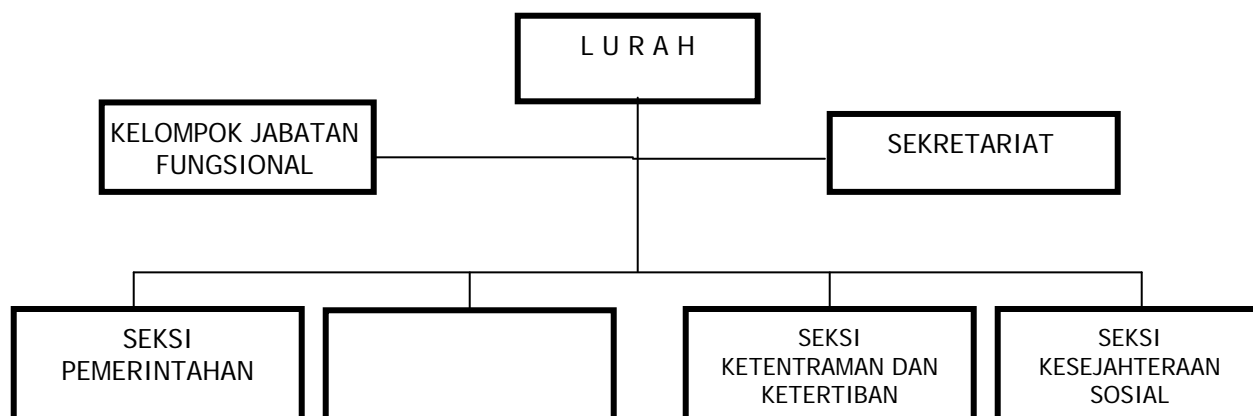 L U R A H
KELOMPOK JABATAN
FUNGSIONAL
SEKRETARIAT
SEKSI
PEMERINTAHAN
SEKSI
KETENTRAMAN DAN
KETERTIBAN
SEKSI
KESEJAHTERAAN
SOSIAL